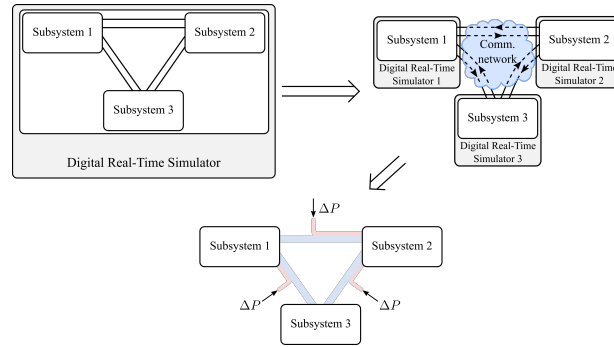 Subsystem 1
Subsystem 2
Subsystem 3
Digital Real-Time Simulator
Subsystem 1
Comm.
network
Subsystem 2
Digital Real-Time
Simulator 1
Digital Real-Time
Simulator 2
Subsystem 3
Digital Real-Time
Simulator 3
ΔP
Subsystem 1
Subsystem 2
ΔP
ΔP
Subsystem 3